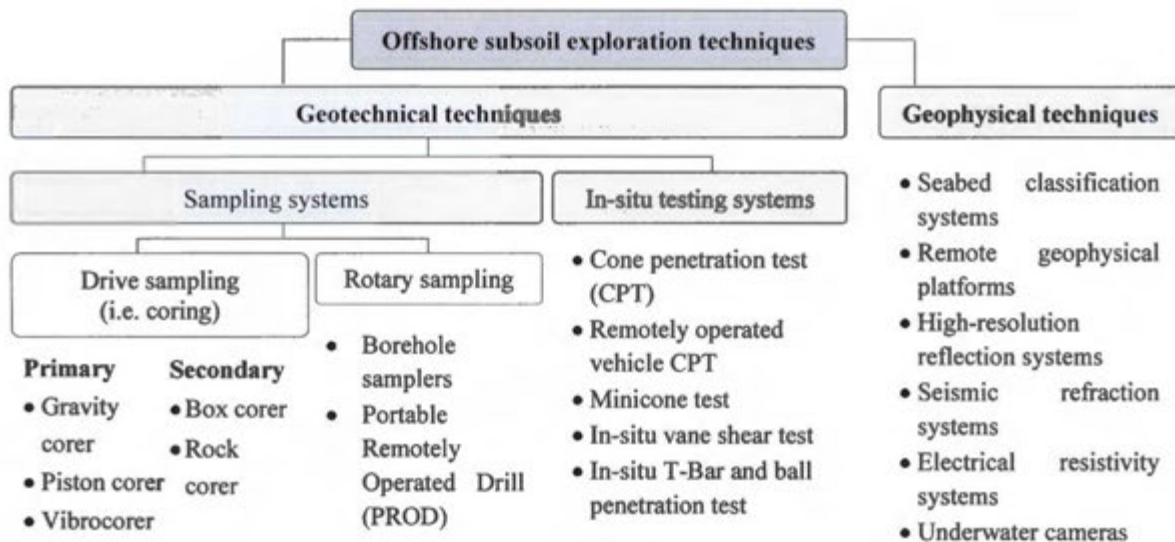 Offshore subsoil exploration techniques
Geotechnical techniques
Geophysical techniques
Sampling systems
In-situ testing systems
Drive sampling
(i.e. coring)
Rotary sampling
Primary
• Gravity
corer
• Piston corer
• Vibrocorer
Secondary
• Box corer
• Rock
corer
• Borehole
samplers
• Portable
Remotely
Operated Drill
(PROD)
• Cone penetration test
(CPT)
• Remotely operated
vehicle CPT
• Minicone test
• In-situ vane shear test
• In-situ T-Bar and ball
penetration test
• Seabed classification
systems
• Remote geophysical
platforms
• High-resolution
reflection systems
• Seismic refraction
systems
• Electrical resistivity
systems
• Underwater cameras